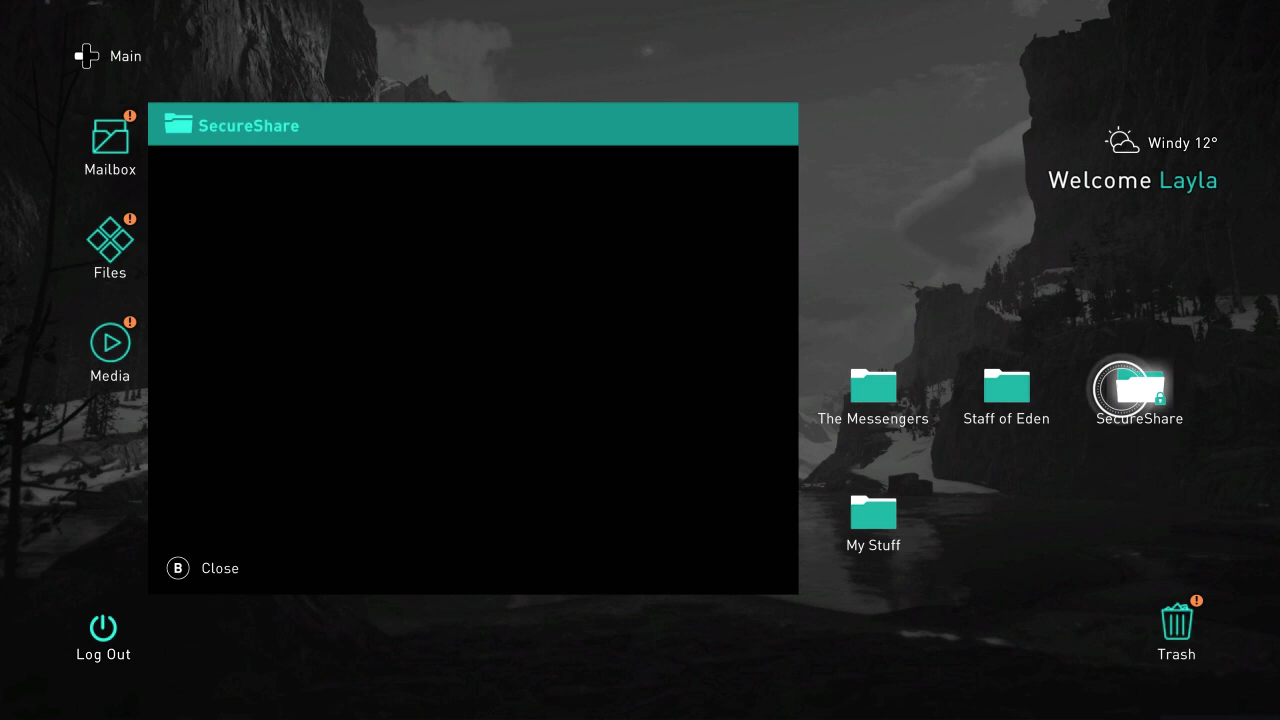 Main
SecureShare
Mailbox
Files
Media
Windy 12°
Welcome Layla
The Messengers
Staff of Eden
SecureShare
My Stuff
B Close
Log Out
Trash